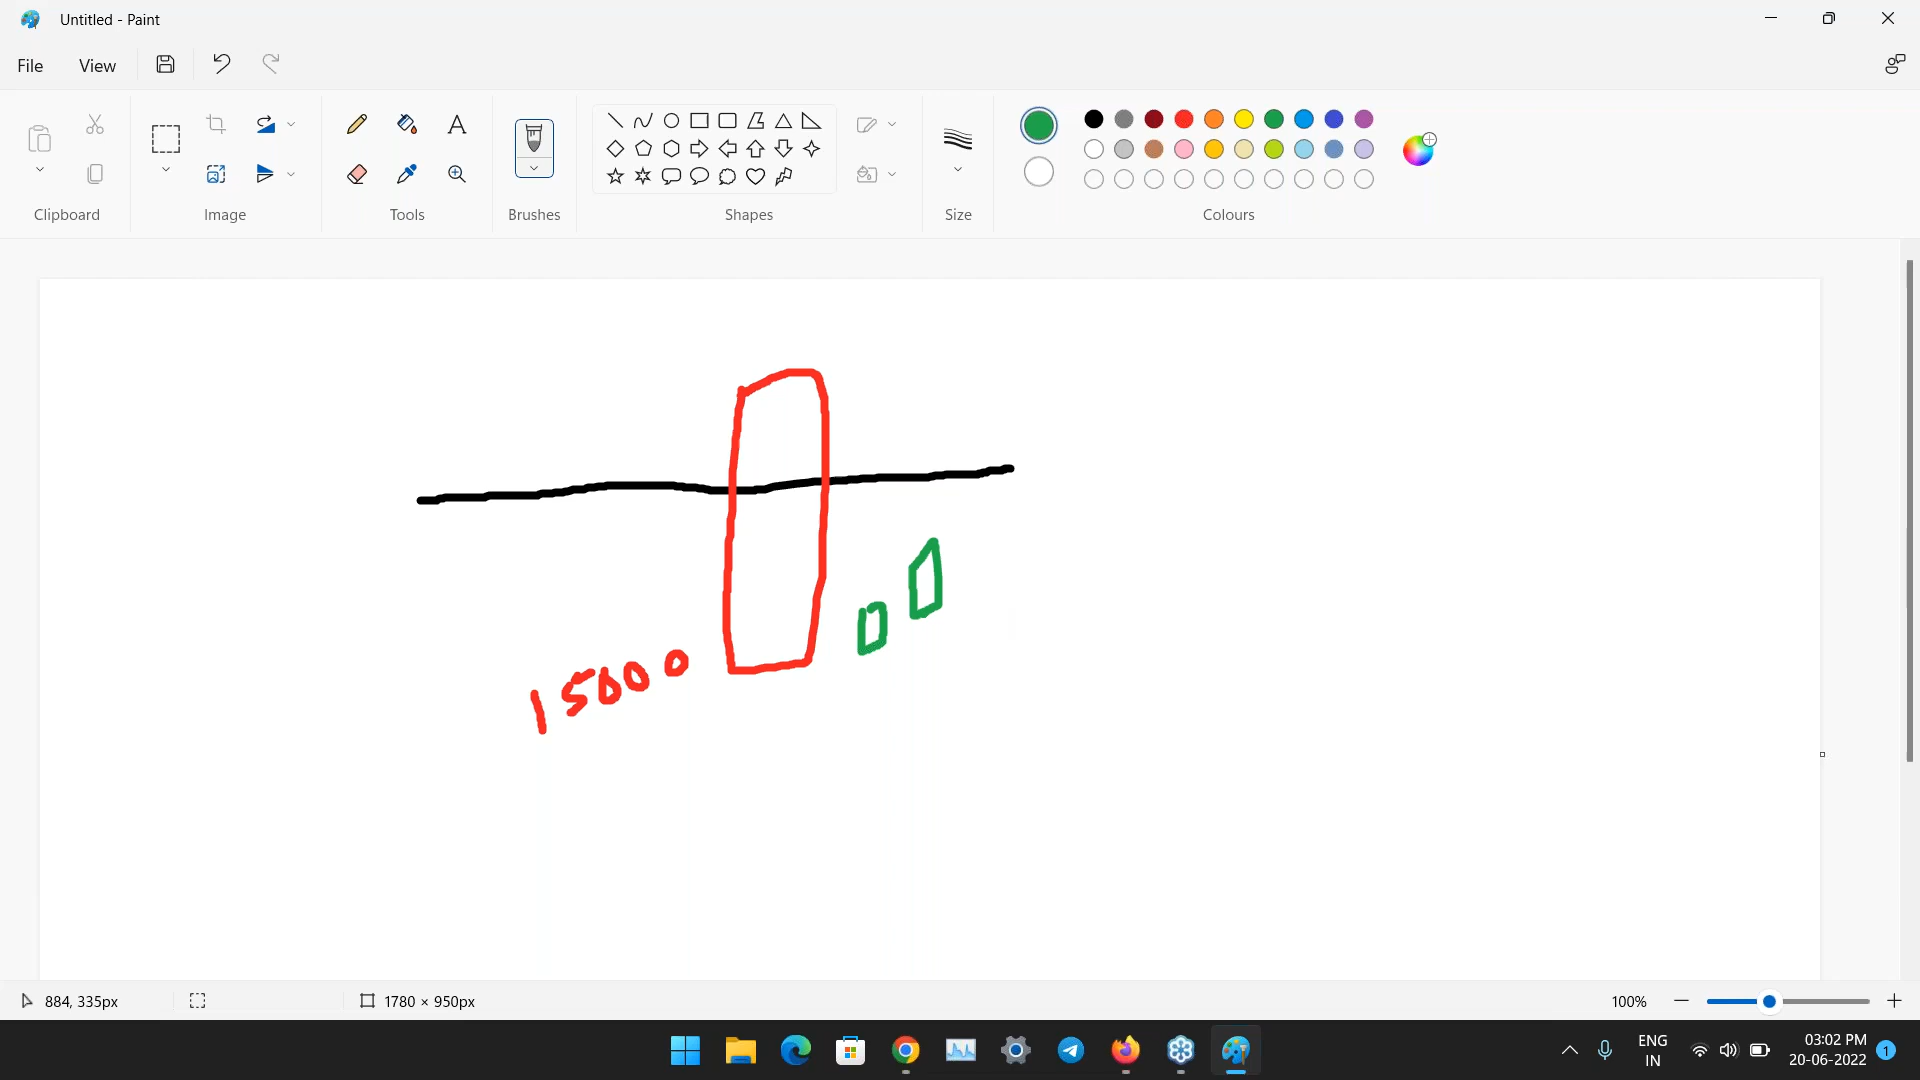 Untitled - Paint
File View
Clipboard Image Tools Brushes Shapes Size Colours
15000
884, 335px 1780 × 950px 100%
ENG 03:02 PM
IN 20-06-2022 1